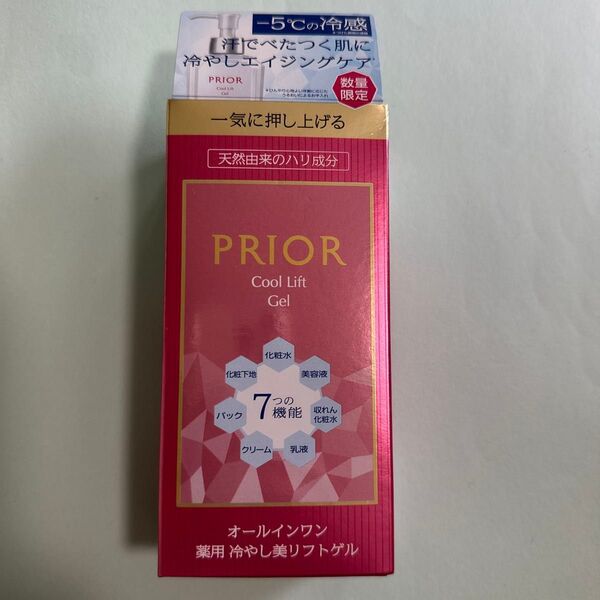 -5℃の冷感
汗でべたつく肌に
冷やしエイジングケア*
PRIOR
Cool Lift
Gel
数量
限定
一気に押し上げる
天然由来のハリ成分
PRIOR
Cool Lift
Gel
化粧水
化粧下地
美容液
7つの
機能
パック
収れん
化粧水
クリーム
乳液
オールインワン
薬用 冷やし美リフトゲル